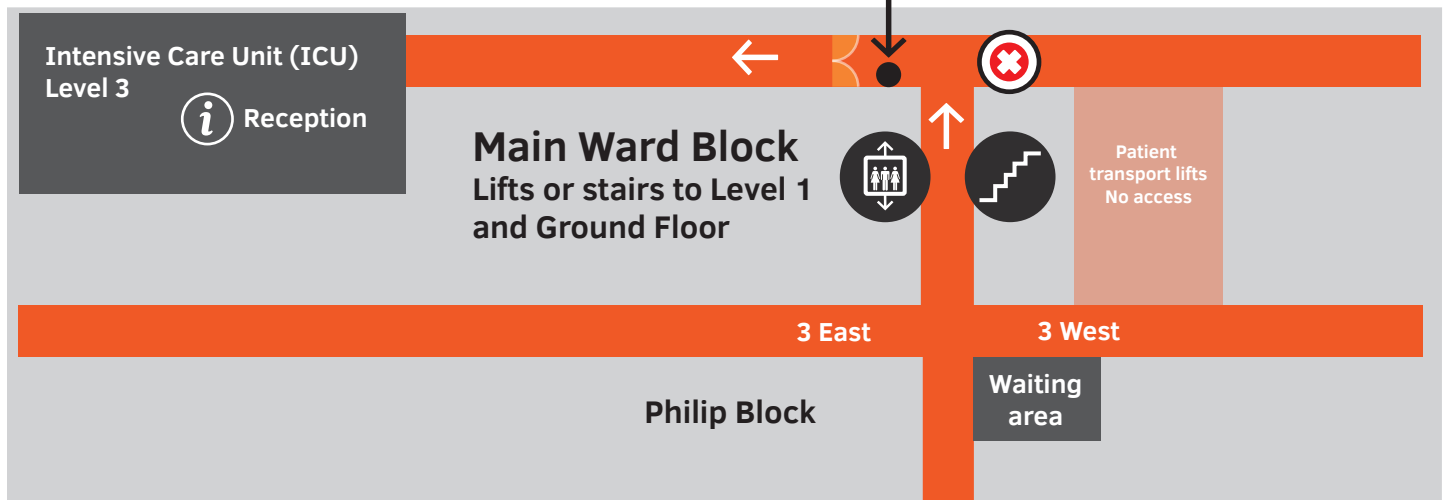 Intensive Care Unit (ICU)
Level 3
i Reception
Main Ward Block
Lifts or stairs to Level 1
and Ground Floor
Patient
transport lifts
No access
3 East
3 West
Waiting
area
Philip Block